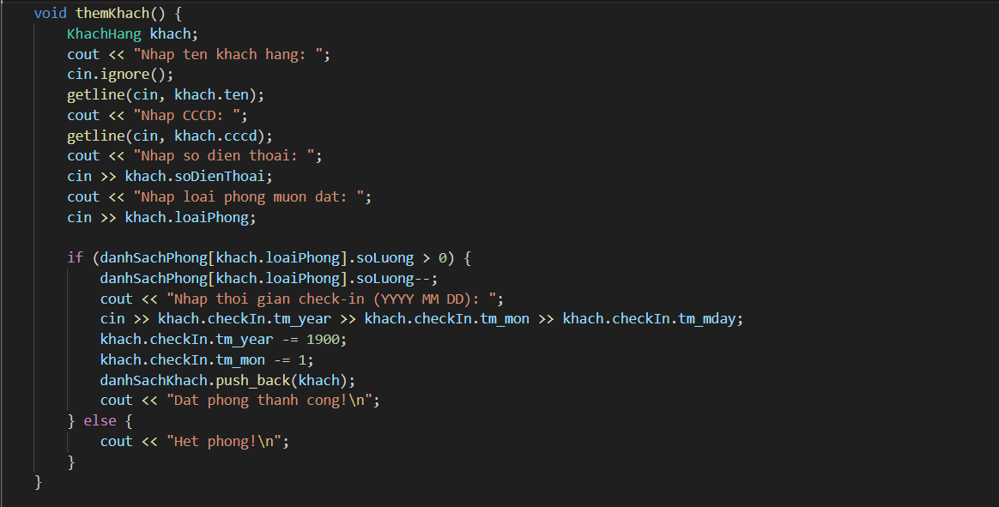 void themKhach() {
    KhachHang khach;
    cout << "Nhap ten khach hang: ";
    cin.ignore();
    getline(cin, khach.ten);
    cout << "Nhap CCCD: ";
    getline(cin, khach.cccd);
    cout << "Nhap so dien thoai: ";
    cin >> khach.soDienThoai;
    cout << "Nhap loai phong muon dat: ";
    cin >> khach.loaiPhong;

    if (danhSachPhong[khach.loaiPhong].soLuong > 0) {
        danhSachPhong[khach.loaiPhong].soLuong--;
        cout << "Nhap thoi gian check-in (YYYY MM DD): ";
        cin >> khach.checkIn.tm_year >> khach.checkIn.tm_mon >> khach.checkIn.tm_mday;
        khach.checkIn.tm_year -= 1900;
        khach.checkIn.tm_mon -= 1;
        danhSachKhach.push_back(khach);
        cout << "Dat phong thanh cong!\n";
    } else {
        cout << "Het phong!\n";
    }
}